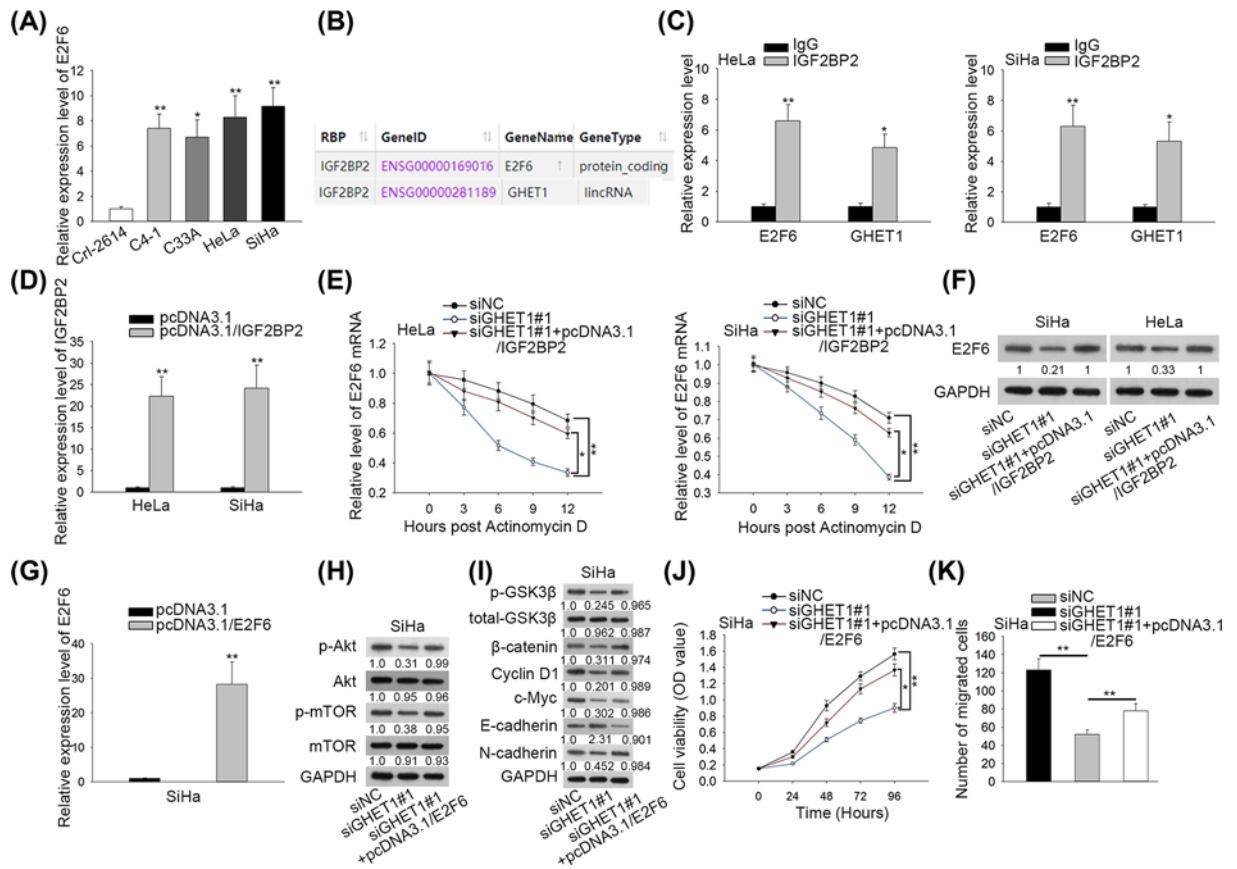 (A)
Relative expression level of E2F6
12
10
8
6
4
2
0
**
*
**
**
Crl-2614
C4-1
C33A
HeLa
SiHa
(B)
RBP GeneID GeneName GeneType
IGF2BP2 ENSG00000169016 E2F6 protein_coding
IGF2BP2 ENSG00000281189 GHET1 lincRNA
(C)
Relative expression level
HeLa
IgG
IGF2BP2
10
8
6
4
2
0
**
*
E2F6 GHET1
Relative expression level
SiHa
IgG
IGF2BP2
10
8
6
4
2
0
**
*
E2F6 GHET1
(D)
Relative expression level of IGF2BP2
pcDNA3.1
pcDNA3.1/IGF2BP2
35
30
25
20
15
10
5
0
**
**
HeLa SiHa
(E)
Relative level of E2F6 mRNA
HeLa
siNC
siGHET1#1
siGHET1#1+pcDNA3.1
/IGF2BP2
1.2
1.0
0.8
0.6
0.4
0.2
*
**
0 3 6 9 12
Hours post Actinomycin D
Relative level of E2F6 mRNA
SiHa
siNC
siGHET1#1
siGHET1#1+pcDNA3.1
/IGF2BP2
1.1
1.0
0.9
0.8
0.7
0.6
0.5
0.4
0.3
*
**
0 3 6 9 12
Hours post Actinomycin D
(F)
SiHa HeLa
E2F6
1 0.21 1 1 0.33 1
GAPDH
siNC
siGHET1#1
siGHET1#1+pcDNA3.1
/IGF2BP2
siNC
siGHET1#1
siGHET1#1+pcDNA3.1
/IGF2BP2
(G)
Relative expression level of E2F6
pcDNA3.1
pcDNA3.1/E2F6
40
30
20
10
0
**
SiHa
(H)
SiHa
p-Akt
1.0 0.31 0.99
Akt
1.0 0.95 0.96
p-mTOR
1.0 0.38 0.95
mTOR
1.0 0.91 0.93
GAPDH
siNC
siGHET1#1
siGHET1#1
+pcDNA3.1/E2F6
(I)
SiHa
p-GSK3β
1.0 0.245 0.965
total-GSK3β
1.0 0.962 0.987
β-catenin
1.0 0.311 0.974
Cyclin D1
1.0 0.201 0.989
c-Myc
1.0 0.302 0.986
E-cadherin
1.0 2.31 0.901
N-cadherin
1.0 0.452 0.984
GAPDH
siNC
siGHET1#1
siGHET1#1
+pcDNA3.1/E2F6
(J)
Cell viability (OD value)
SiHa
siNC
siGHET1#1
siGHET1#1+pcDNA3.1
/E2F6
1.8
1.6
1.4
1.2
1.0
0.8
0.6
0.4
0.2
0.0
*
**
0 24 48 72 96
Time (Hours)
(K)
Number of migrated cells
SiHa
siNC
siGHET1#1
siGHET1#1+pcDNA3.1
/E2F6
160
140
120
100
80
60
40
20
0
**
**